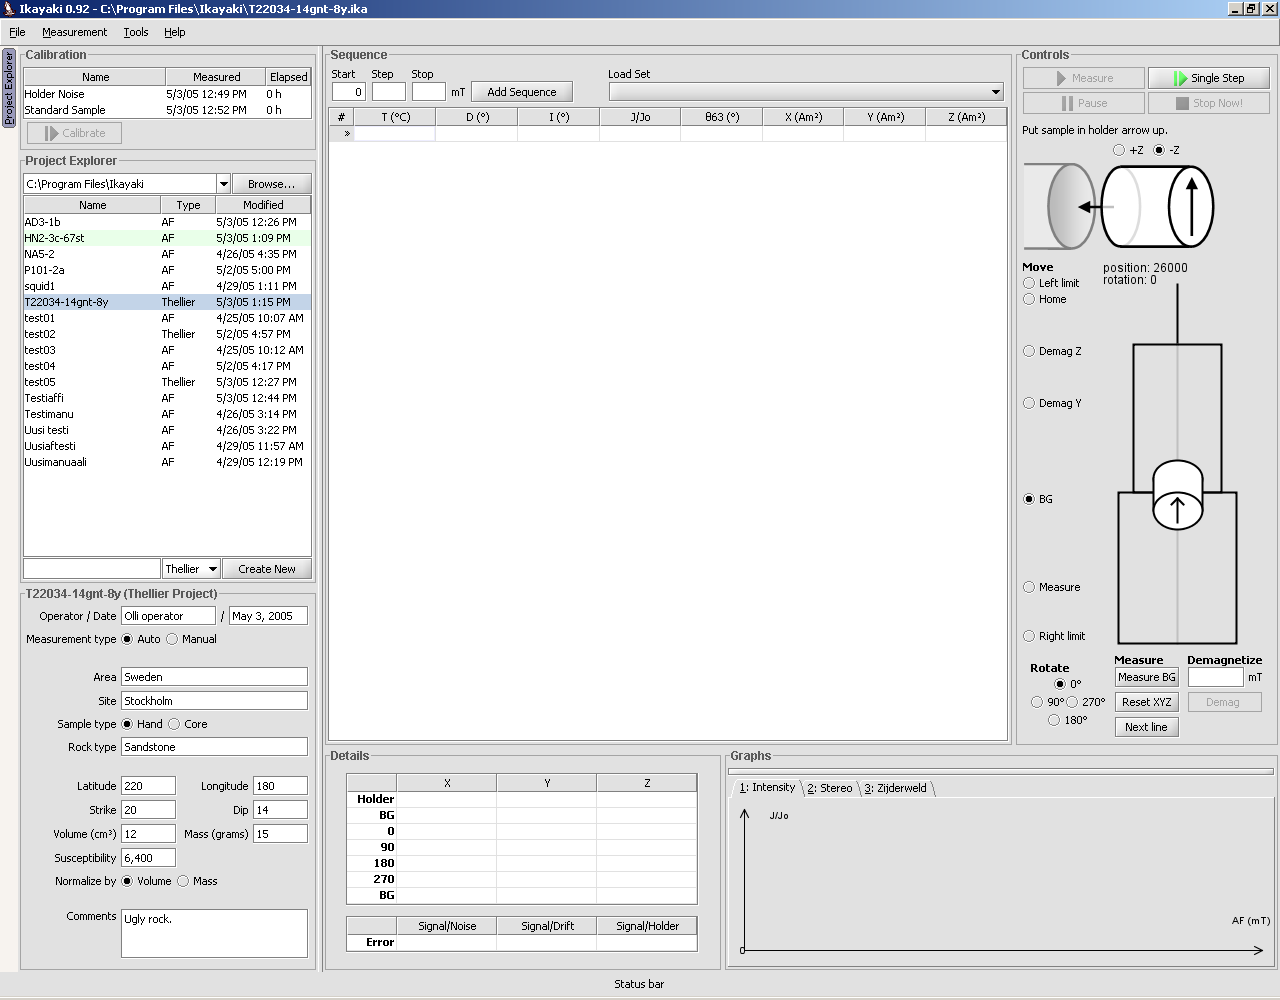 Ikayaki 0.92 - C:\Program Files\Ikayaki\T22034-14gnt-8y.ika
File Measurement Tools Help
Project Explorer
Calibration
Name Measured Elapsed
Holder Noise 5/3/05 12:49 PM 0 h
Standard Sample 5/3/05 12:52 PM 0 h
Calibrate
Project Explorer
C:\Program Files\Ikayaki Browse...
Name Type Modified
AD3-1b AF 5/3/05 12:26 PM
HN2-3c-67st AF 5/3/05 1:09 PM
NA5-2 AF 4/26/05 4:35 PM
P101-2a AF 5/2/05 5:00 PM
squid1 AF 4/29/05 1:11 PM
T22034-14gnt-8y Thellier 5/3/05 1:15 PM
test01 AF 4/25/05 10:07 AM
test02 Thellier 5/2/05 4:57 PM
test03 AF 4/25/05 10:12 AM
test04 AF 5/2/05 4:17 PM
test05 Thellier 5/3/05 12:27 PM
Testiaffi AF 5/3/05 12:44 PM
Testimanu AF 4/26/05 3:14 PM
Uusi testi AF 4/26/05 3:22 PM
Uusiaftesti AF 4/29/05 11:57 AM
Uusimanuaali AF 4/29/05 12:19 PM
Thellier Create New
T22034-14gnt-8y (Thellier Project)
Operator / Date Olli operator / May 3, 2005
Measurement type Auto Manual
Area Sweden
Site Stockholm
Sample type Hand Core
Rock type Sandstone
Latitude 220 Longitude 180
Strike 20 Dip 14
Volume (cm³) 12 Mass (grams) 15
Susceptibility 6,400
Normalize by Volume Mass
Comments Ugly rock.
Sequence
Start Step Stop Load Set
0 mT Add Sequence
# T (°C) D (°) I (°) J/Jo θ63 (°) X (Am²) Y (Am²) Z (Am²)
»
Details
X Y Z
Holder
BG
0
90
180
270
BG
Signal/Noise Signal/Drift Signal/Holder
Error
Controls
Measure Single Step
Pause Stop Now!
Put sample in holder arrow up.
+Z -Z
Move
position: 26000
rotation: 0
Left limit
Home
Demag Z
Demag Y
BG
Measure
Right limit
Rotate
0°
90° 270°
180°
Measure
Measure BG
Reset XYZ
Next line
Demagnetize
mT
Demag
Graphs
1: Intensity 2: Stereo 3: Zijderweld
J/Jo
AF (mT)
0
Status bar